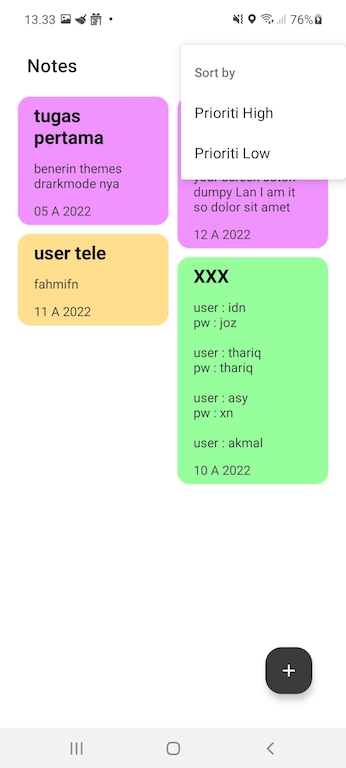 13.33
76%
Notes
Sort by
Prioriti High
Prioriti Low
tugas
pertama
benerin themes
drarkmode nya
05 A 2022
dumpy Lan I am it
so dolor sit amet
12 A 2022
user tele
fahmifn
11 A 2022
XXX
user : idn
pw : joz
user : thariq
pw : thariq
user : asy
pw : xn
user : akmal
10 A 2022